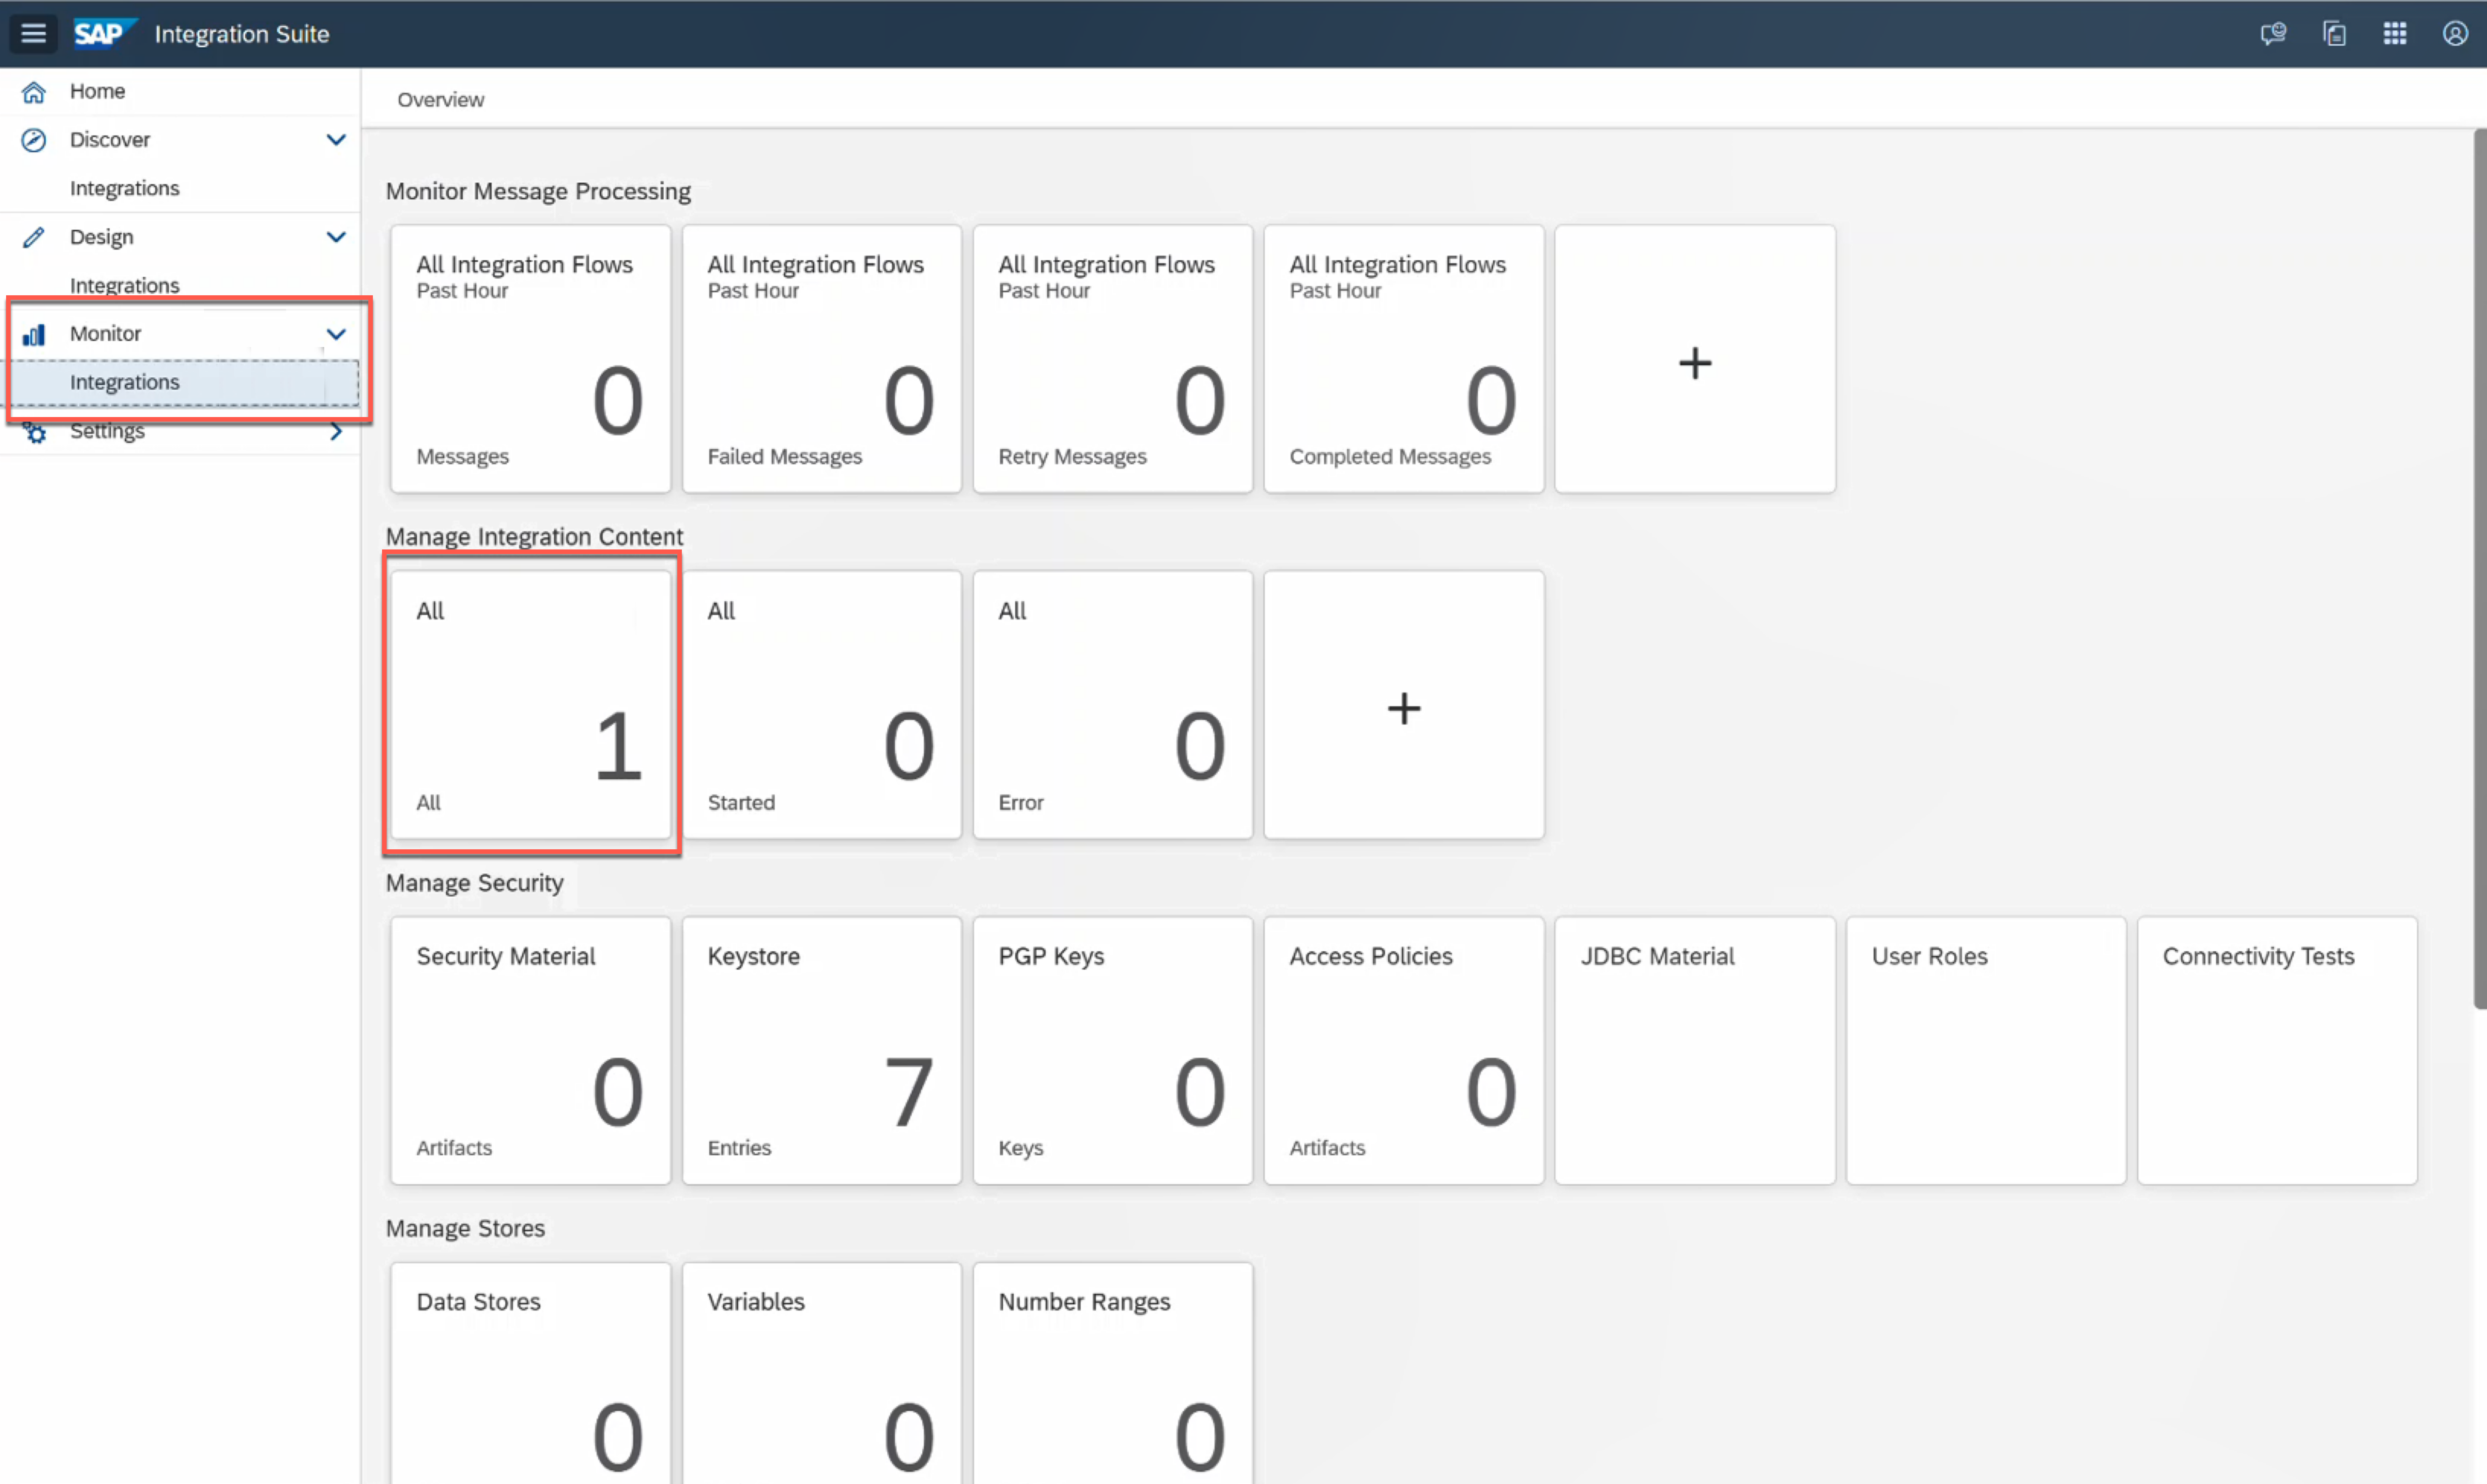 SAP Integration Suite
Home
Discover
Integrations
Design
Integrations
Monitor
Integrations
Settings
Overview
Monitor Message Processing
All Integration Flows
Past Hour
0
Messages
All Integration Flows
Past Hour
0
Failed Messages
All Integration Flows
Past Hour
0
Retry Messages
All Integration Flows
Past Hour
0
Completed Messages
+
Manage Integration Content
All
1
All
All
0
Started
All
0
Error
+
Manage Security
Security Material
0
Artifacts
Keystore
7
Entries
PGP Keys
0
Keys
Access Policies
0
Artifacts
JDBC Material
User Roles
Connectivity Tests
Manage Stores
Data Stores
0
Variables
0
Number Ranges
0